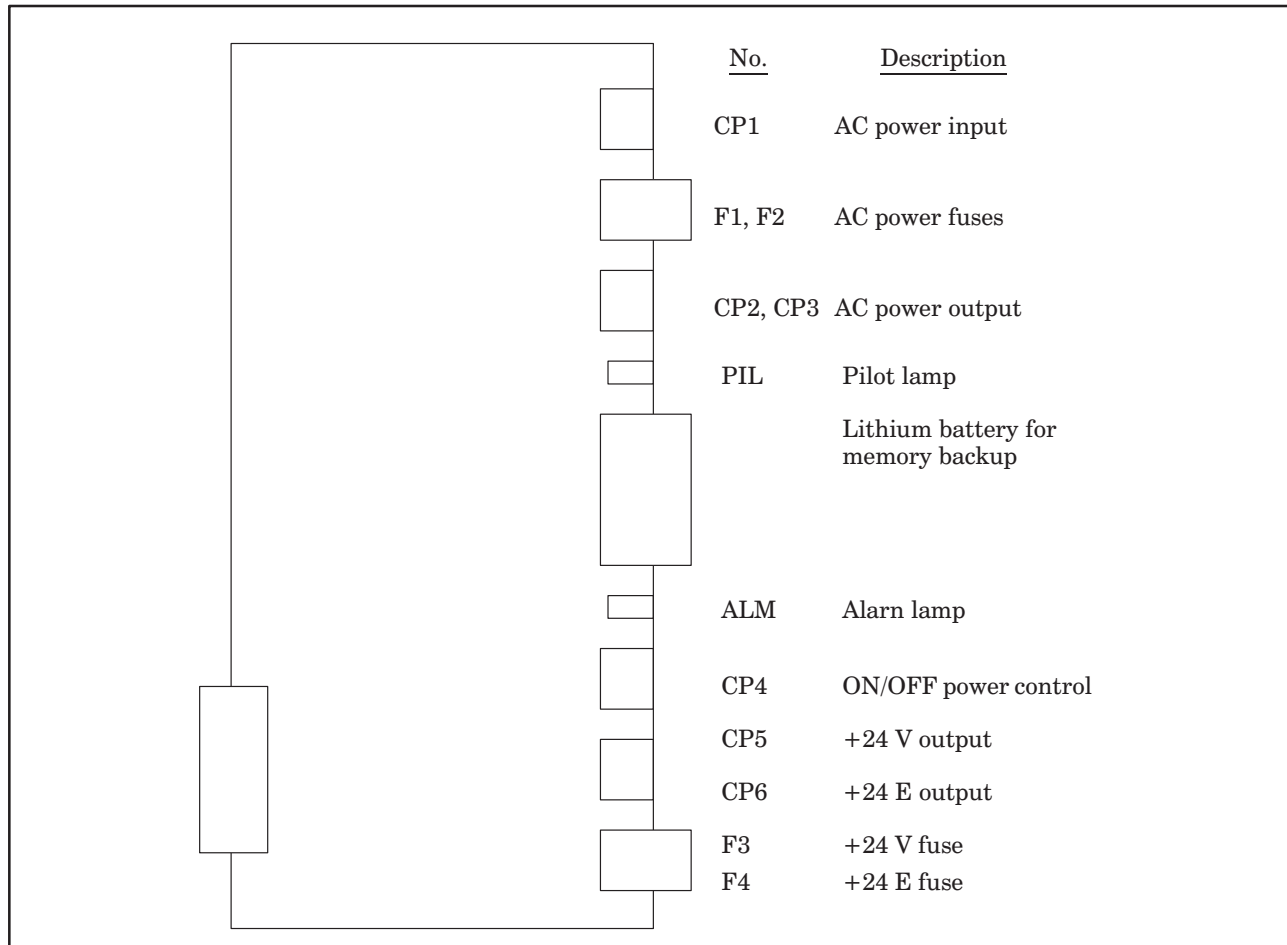 No. Description
CP1 AC power input
F1, F2 AC power fuses
CP2, CP3 AC power output
PIL Pilot lamp
Lithium battery for
memory backup
ALM Alarn lamp
CP4 ON/OFF power control
CP5 +24 V output
CP6 +24 E output
F3 +24 V fuse
F4 +24 E fuse